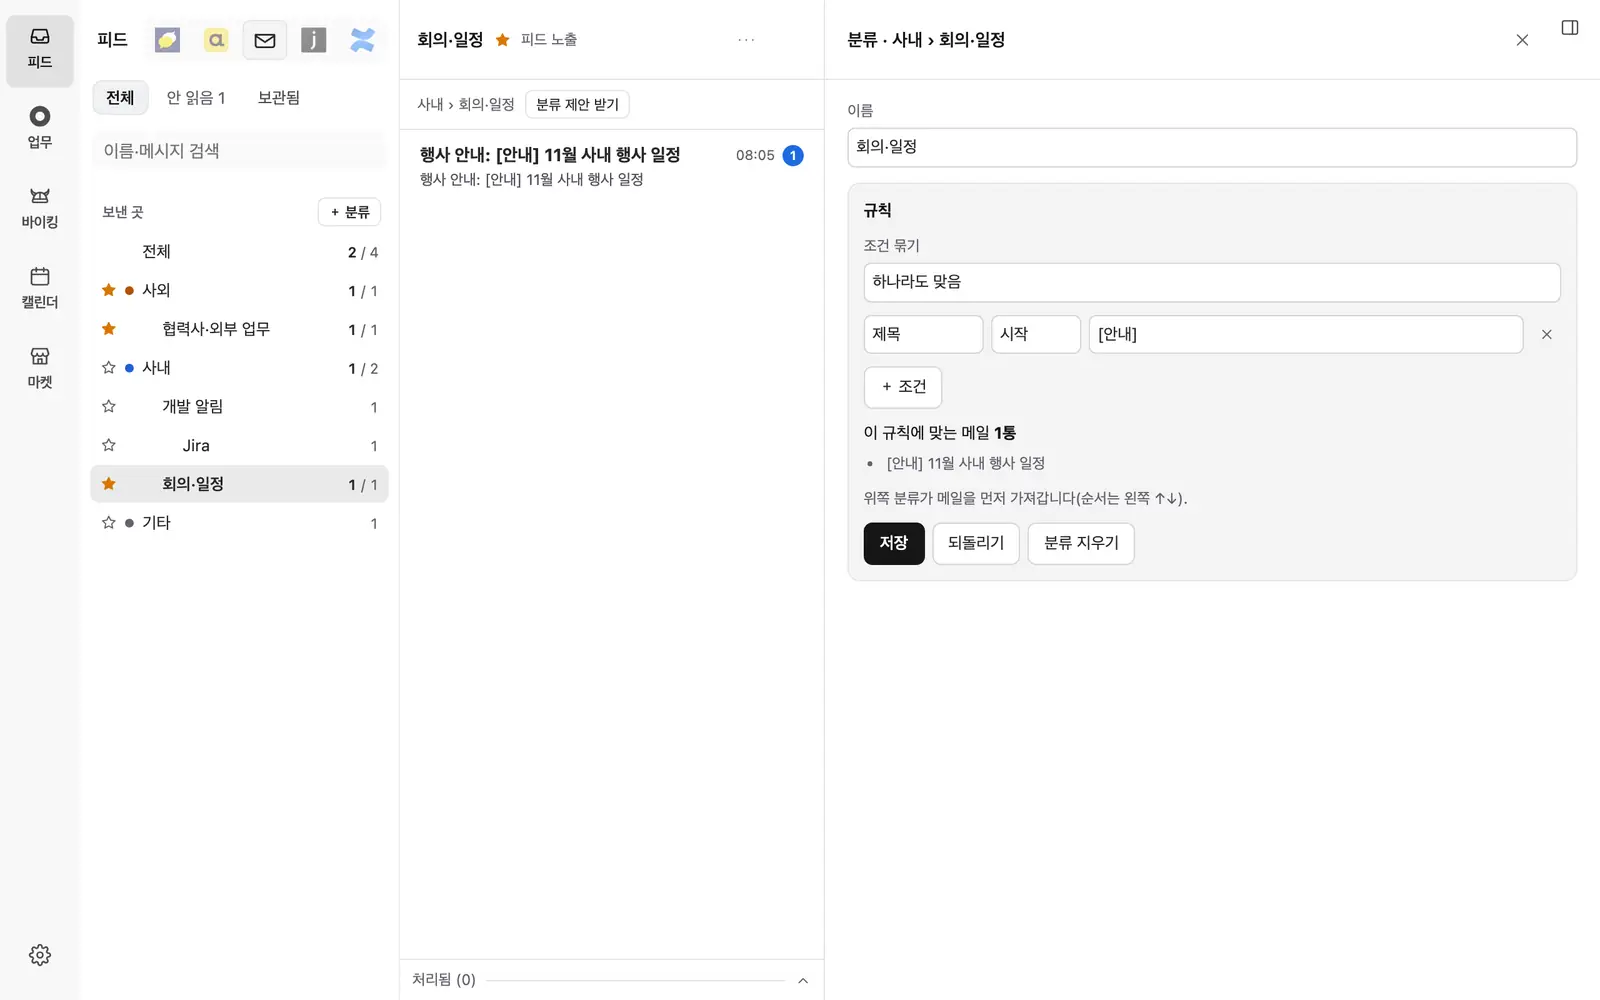 피드
업무
바이킹
캘린더
마켓
피드
전체 안 읽음 1 보관됨
이름·메시지 검색
보낸 곳 + 분류
전체 2 / 4
사외 1 / 1
협력사·외부 업무 1 / 1
사내 1 / 2
개발 알림 1
Jira 1
회의·일정 1 / 1
기타 1
회의·일정 피드 노출 ···
사내 › 회의·일정 분류 제안 받기
행사 안내: [안내] 11월 사내 행사 일정 08:05 1
행사 안내: [안내] 11월 사내 행사 일정
처리됨 (0)
분류 · 사내 › 회의·일정
이름
회의·일정
규칙
조건 묶기
하나라도 맞음
제목 시작 [안내]
+ 조건
이 규칙에 맞는 메일 1통
• [안내] 11월 사내 행사 일정
위쪽 분류가 메일을 먼저 가져갑니다(순서는 왼쪽 ↑↓).
저장 되돌리기 분류 지우기